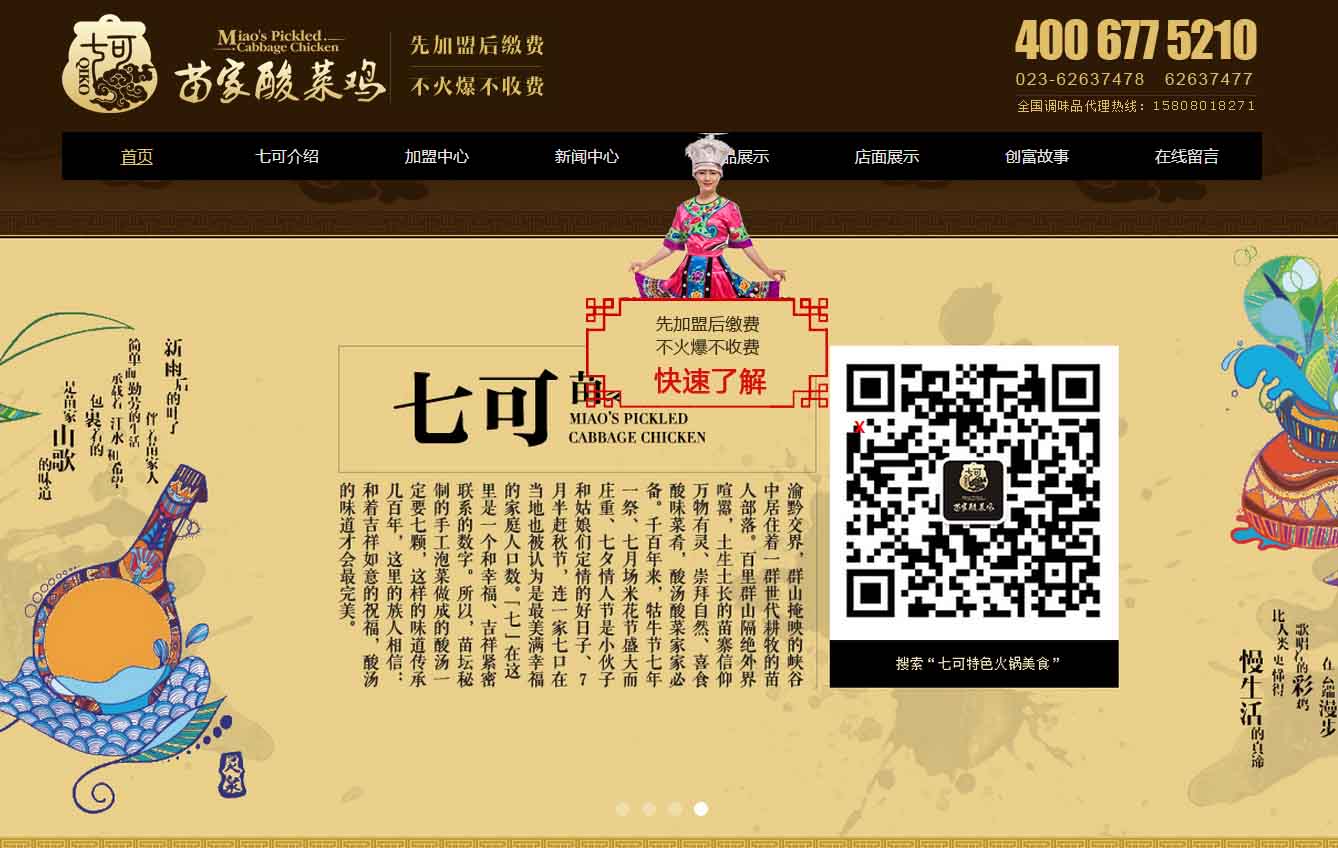 七可
QIKO
Miao's Pickled
Cabbage Chicken
苗家酸菜鸡
先加盟后缴费
不火爆不收费
400 677 5210
023-62637478 62637477
全国调味品代理热线：15808018271
首页
七可介绍
加盟中心
新闻中心
品展示
店面展示
创富故事
在线留言
先加盟后缴费
不火爆不收费
快速了解
X
新雨后的叶子
伴着苗家人
简单而勤劳的生活
承载着汗水和希望
包裹着的
是苗家山歌
的味道
七可
苗
MIAO'S PICKLED
CABBAGE CHICKEN
渝黔交界，群山掩映的峡谷
中居住着一群世代耕牧的苗
人部落。百里群山隔绝外界
喧嚣，土生土长的苗寨信仰
万物有灵、崇拜自然、喜食
酸味菜肴，酸汤酸菜家家必
备。千百年来，牯牛节七年
一祭、七月场米花节盛大而
庄重、七夕情人节是小伙子
和姑娘们定情的好日子、7
月半赶秋节，连一家七口在
当地也被认为是最美满幸福
的家庭人口数。「七」在这
里是一个和幸福、吉祥紧密
联系的数字。所以，苗坛秘
制的手工泡菜做成的酸汤一
定要七颗，这样的味道传承
几百年，这里的族人相信：
和着吉祥如意的祝福，酸汤
的味道才会最完美。
七可
苗家酸菜鸡
搜索“七可特色火锅美食”
在云端漫步
歌唱着的彩鸡
比人类更懂得
慢生活的真谛